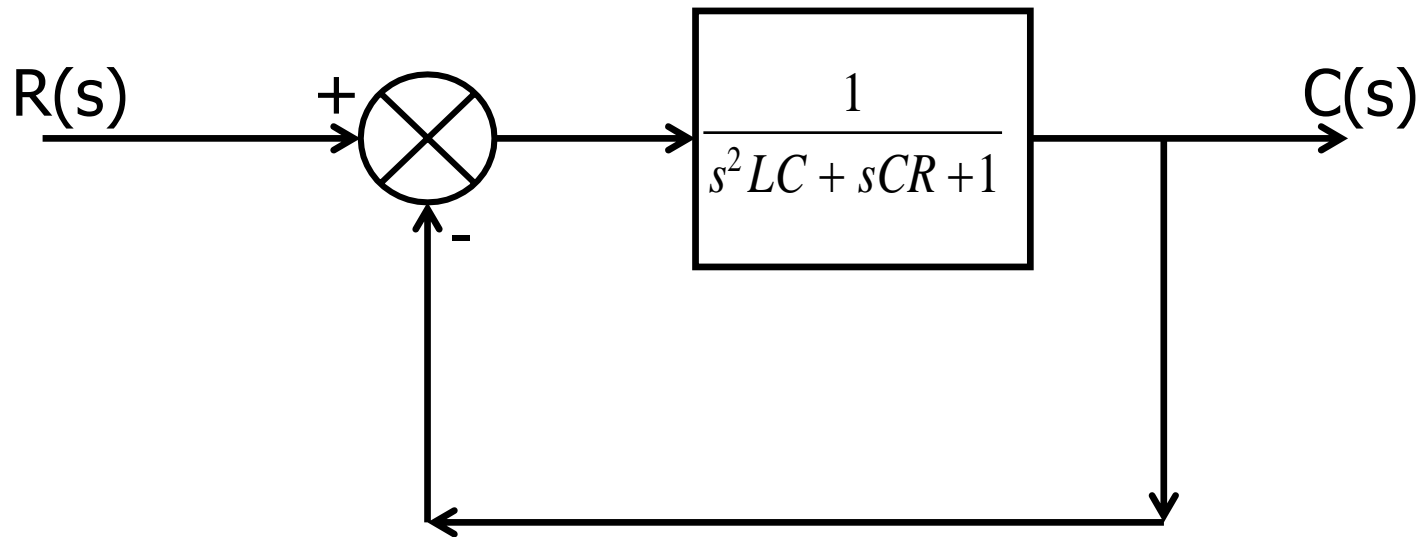 R(s)
+
1
s²LC + sCR +1
C(s)
-